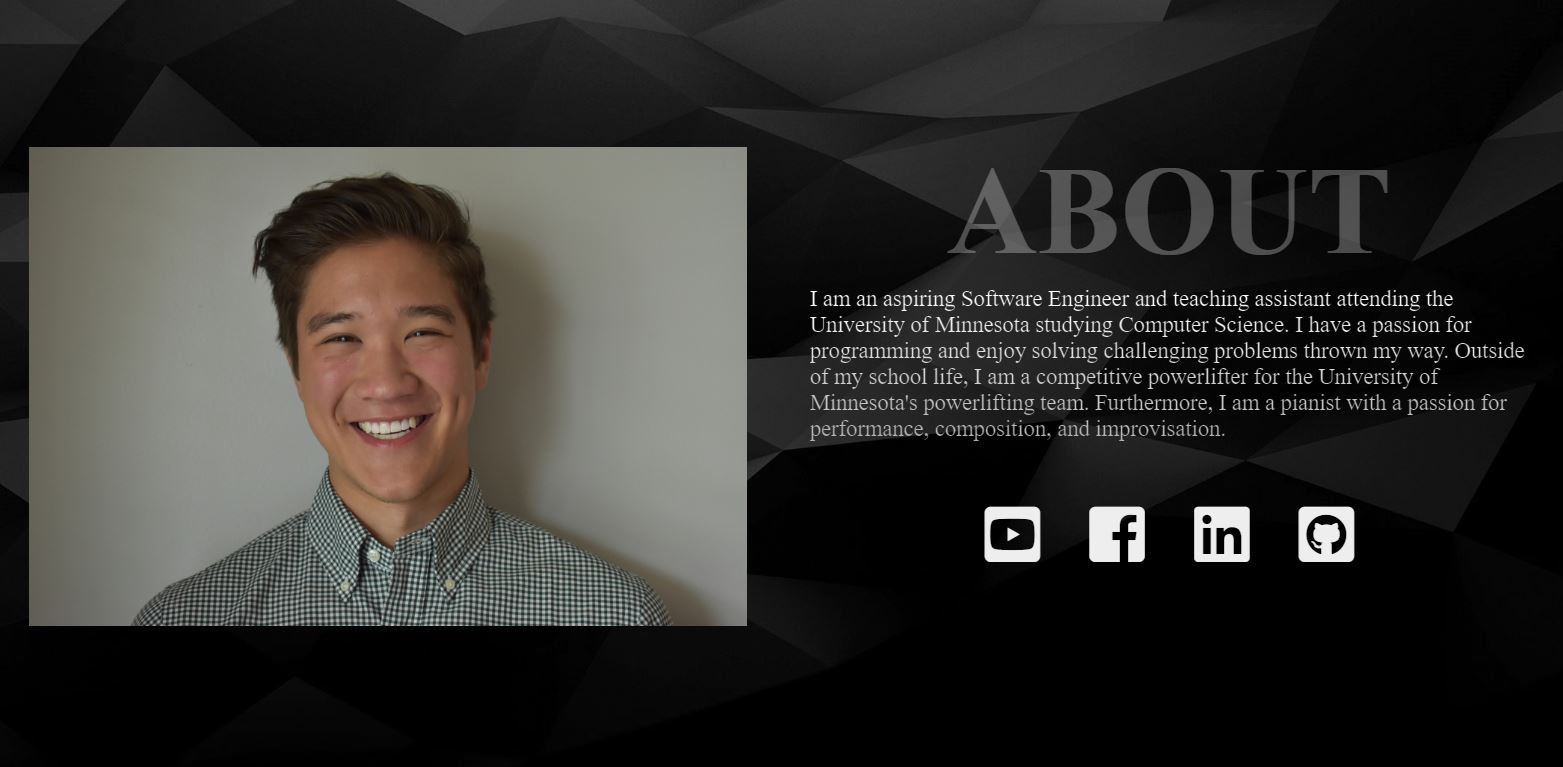 ABOUT
I am an aspiring Software Engineer and teaching assistant attending the
University of Minnesota studying Computer Science. I have a passion for
programming and enjoy solving challenging problems thrown my way. Outside
of my school life, I am a competitive powerlifter for the University of
Minnesota's powerlifting team. Furthermore, I am a pianist with a passion for
performance, composition, and improvisation.
in